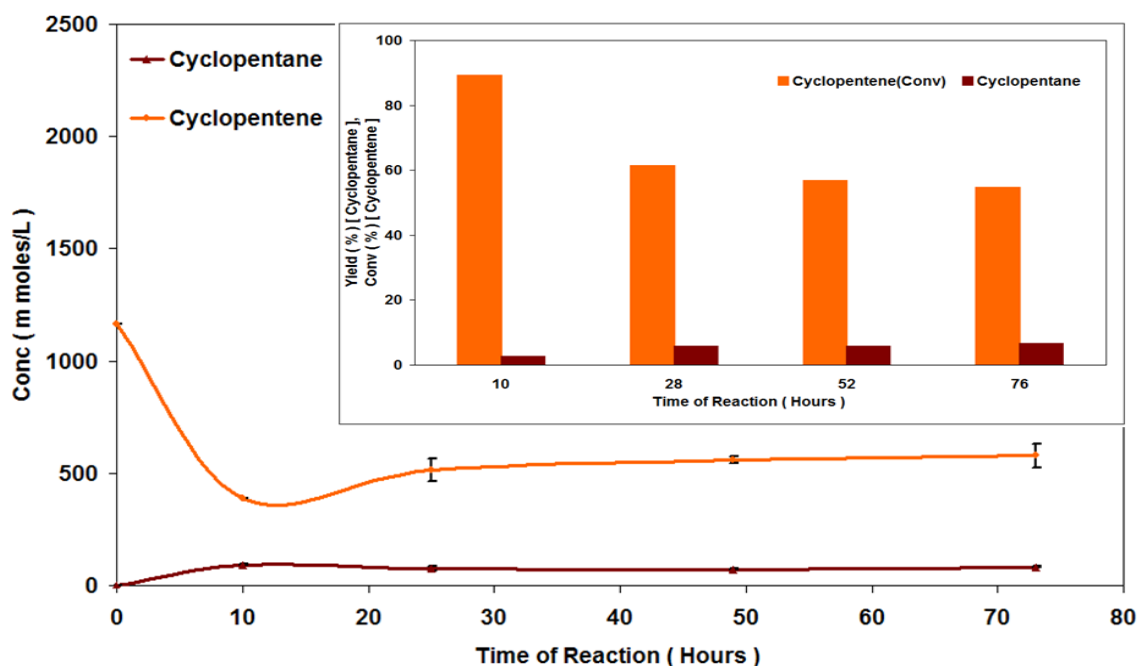 2500
2000
1500
1000
500
0
Conc ( m moles/L )
Cyclopentane
Cyclopentene
0 10 20 30 40 50 60 70 80
Time of Reaction ( Hours )
100
80
60
40
20
0
Yield ( % ) [ Cyclopentane ],
Conv ( % ) [ Cyclopentene ]
Cyclopentene(Conv) Cyclopentane
10 28 52 76
Time of Reaction ( Hours )